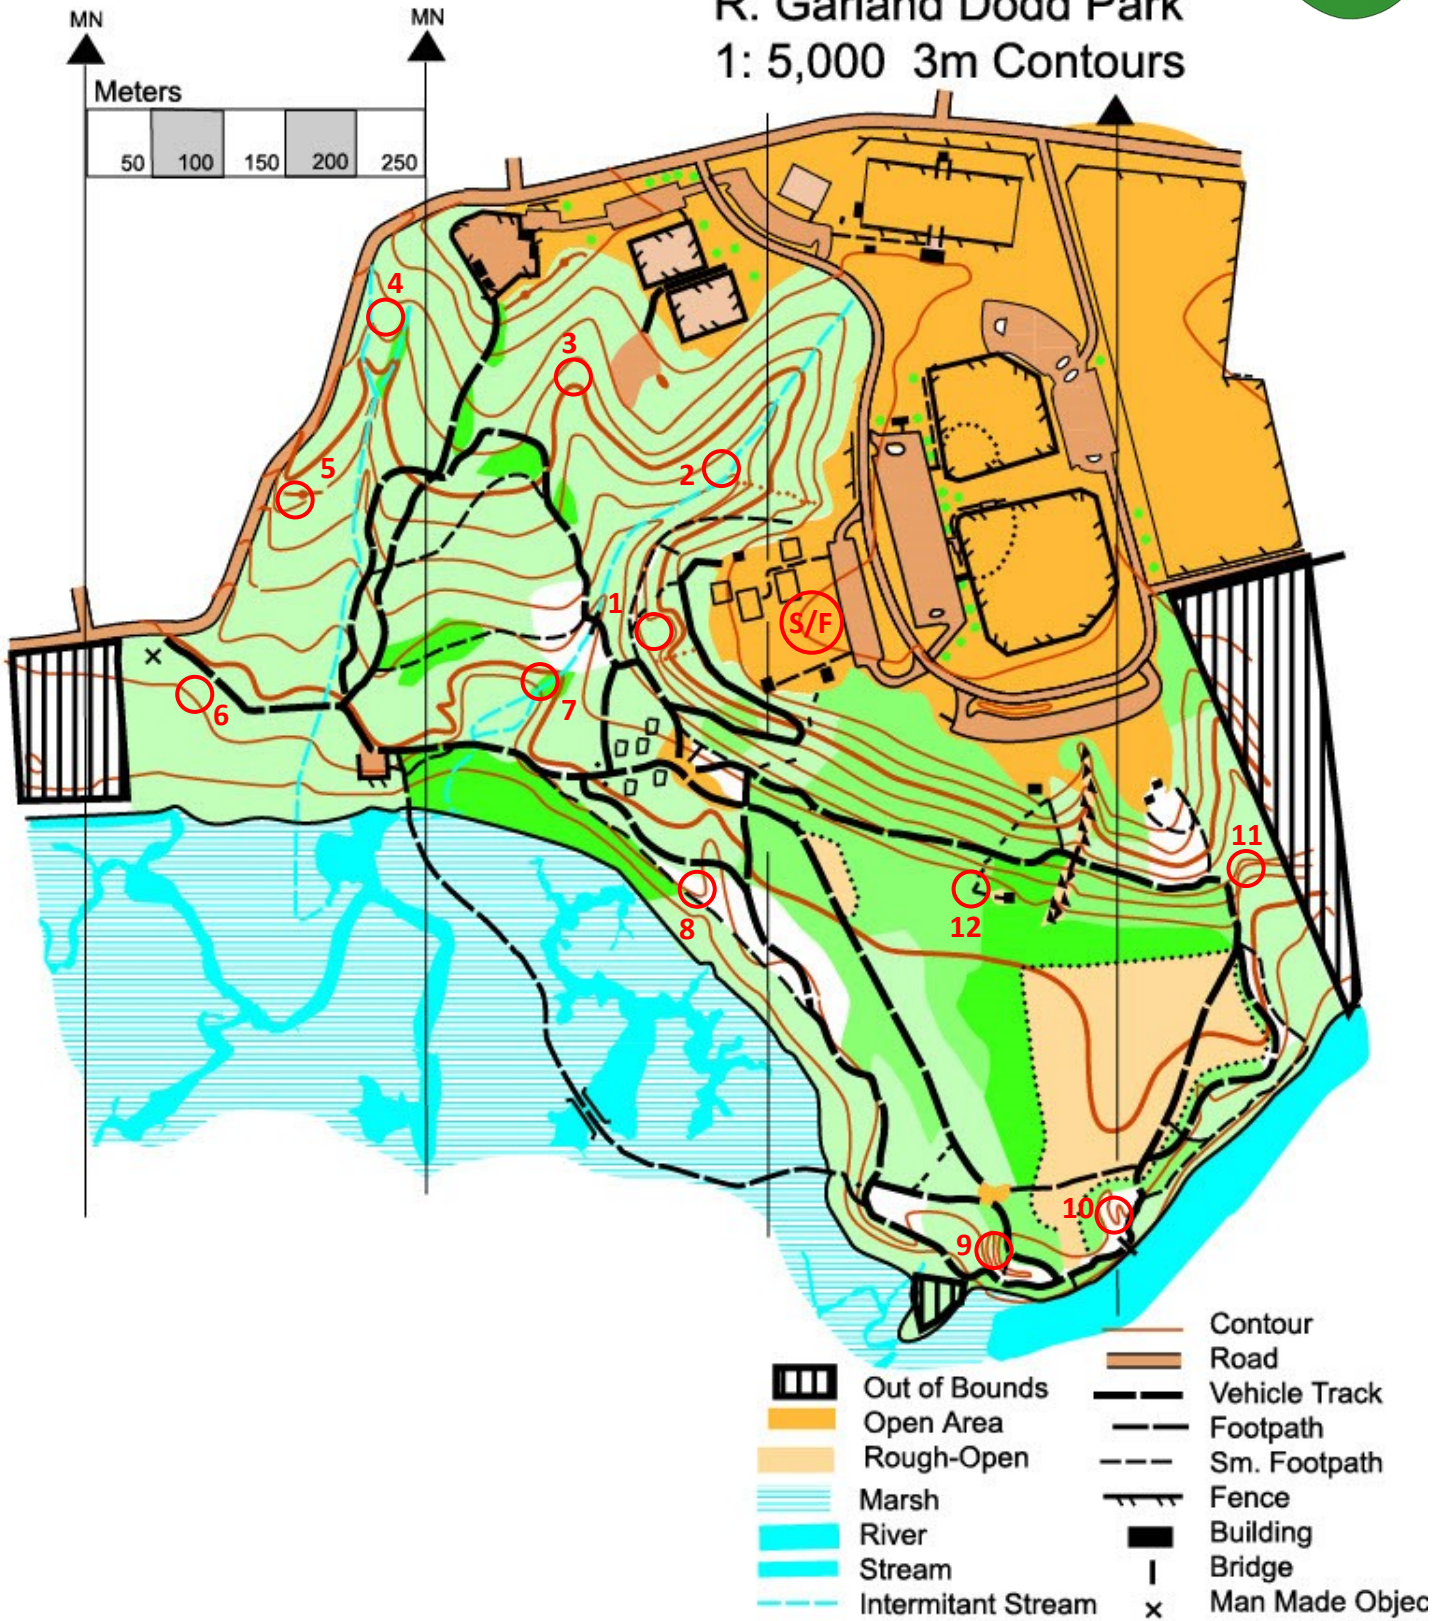 R. Garland Dodd Park
1: 5,000 3m Contours
MN
MN
Meters
50 100 150 200 250
4
3
5
2
1
S/F
6
7
11
8
12
10
9
Contour
Road
Out of Bounds
Vehicle Track
Open Area
Footpath
Rough-Open
Sm. Footpath
Marsh
Fence
River
Building
Stream
Bridge
Intermitant Stream
Man Made Objec